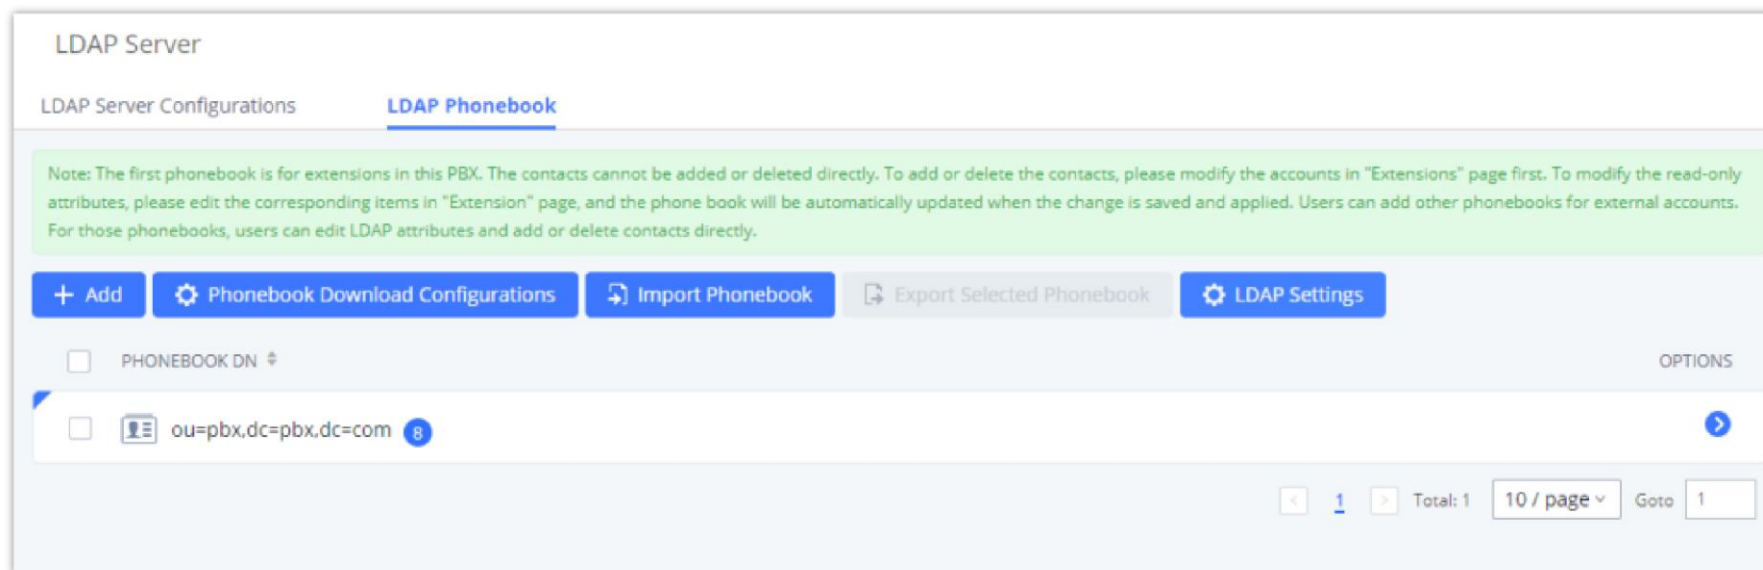 LDAP Server
LDAP Server Configurations LDAP Phonebook
Note: The first phonebook is for extensions in this PBX. The contacts cannot be added or deleted directly. To add or delete the contacts, please modify the accounts in "Extensions" page first. To modify the read-only
attributes, please edit the corresponding items in "Extension" page, and the phone book will be automatically updated when the change is saved and applied. Users can add other phonebooks for external accounts.
For those phonebooks, users can edit LDAP attributes and add or delete contacts directly.
+ Add Phonebook Download Configurations Import Phonebook Export Selected Phonebook LDAP Settings
PHONEBOOK DN OPTIONS
ou=pbx,dc=pbx,dc=com 8
< 1 > Total: 1 10 / page Goto 1